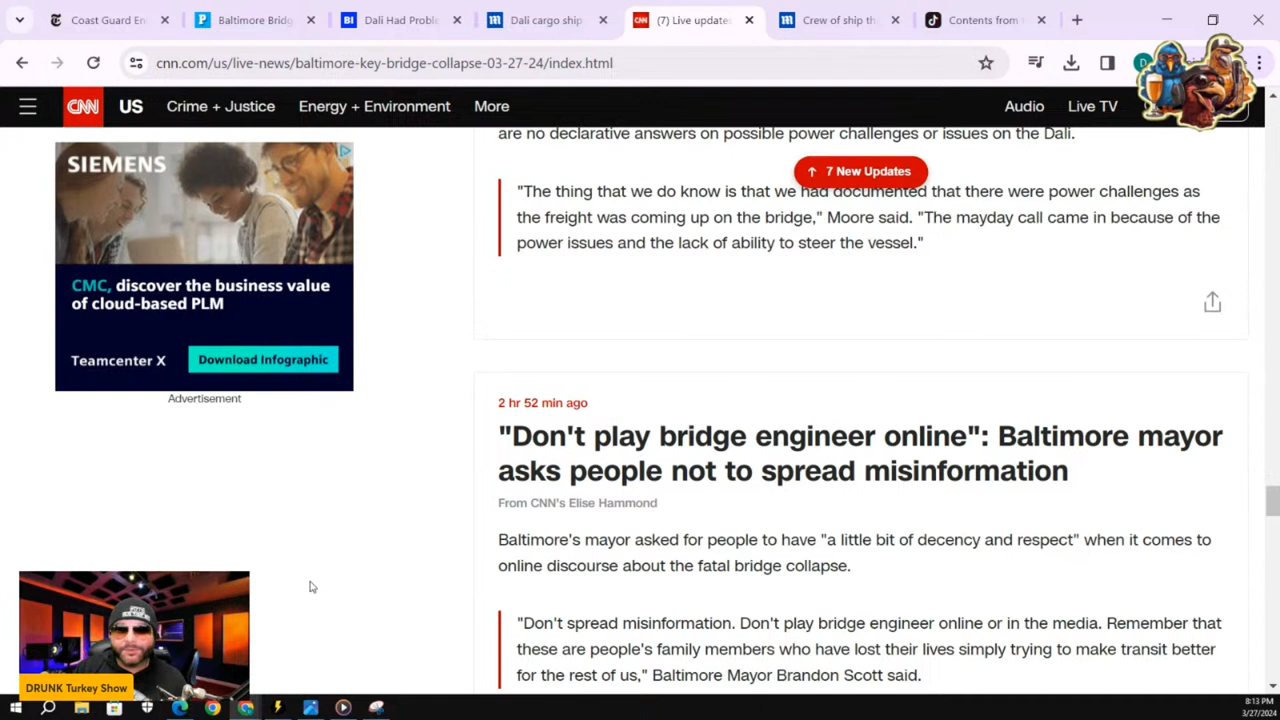 Coast Guard En
Baltimore Bridg
Dali Had Proble
Dali cargo ship
(7) Live updates
Crew of ship th
Contents from
cnn.com/us/live-news/baltimore-key-bridge-collapse-03-27-24/index.html
CNN
US
Crime + Justice
Energy + Environment
More
Audio
Live TV
are no declarative answers on possible power challenges or issues on the Dali.
7 New Updates
"The thing that we do know is that we had documented that there were power challenges as
the freight was coming up on the bridge," Moore said. "The mayday call came in because of the
power issues and the lack of ability to steer the vessel."
SIEMENS
CMC, discover the business value
of cloud-based PLM
Teamcenter X
Download Infographic
Advertisement
2 hr 52 min ago
"Don't play bridge engineer online": Baltimore mayor
asks people not to spread misinformation
From CNN's Elise Hammond
Baltimore's mayor asked for people to have "a little bit of decency and respect" when it comes to
online discourse about the fatal bridge collapse.
"Don't spread misinformation. Don't play bridge engineer online or in the media. Remember that
these are people's family members who have lost their lives simply trying to make transit better
for the rest of us," Baltimore Mayor Brandon Scott said.
DRUNK Turkey Show
8:13 PM
3/27/2024